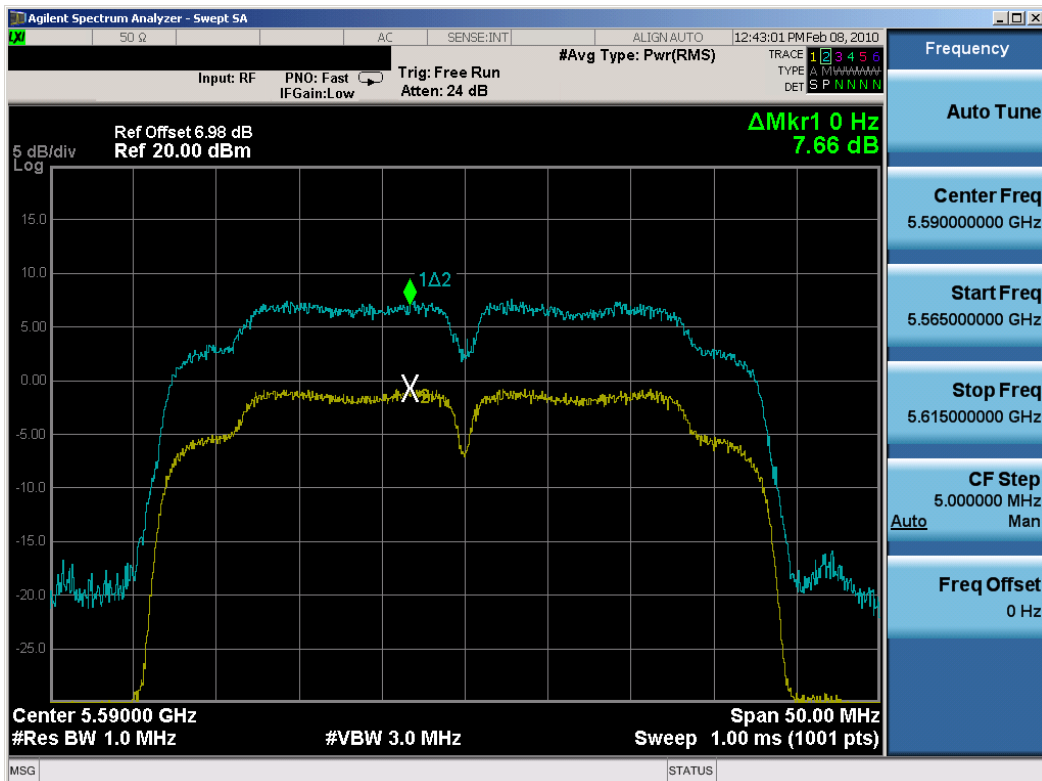 Agilent Spectrum Analyzer - Swept SA
LXI 50 Ω AC SENSE:INT ALIGN AUTO 12:43:01 PM Feb 08, 2010
Frequency
#Avg Type: Pwr(RMS)
TRACE 1 2 3 4 5 6
Input: RF PNO: Fast Trig: Free Run
TYPE A M W W W W
IFGain:Low Atten: 24 dB
DET S P N N N N
Auto Tune
ΔMkr1 0 Hz
Ref Offset 6.98 dB
5 dB/div Ref 20.00 dBm 7.66 dB
Log
Center Freq
5.590000000 GHz
15.0
10.0
1Δ2
Start Freq
5.565000000 GHz
5.00
0.00
2
Stop Freq
5.615000000 GHz
-5.00
-10.0
CF Step
5.000000 MHz
Auto Man
-15.0
-20.0
Freq Offset
0 Hz
-25.0
Center 5.59000 GHz Span 50.00 MHz
#Res BW 1.0 MHz #VBW 3.0 MHz Sweep 1.00 ms (1001 pts)
MSG STATUS